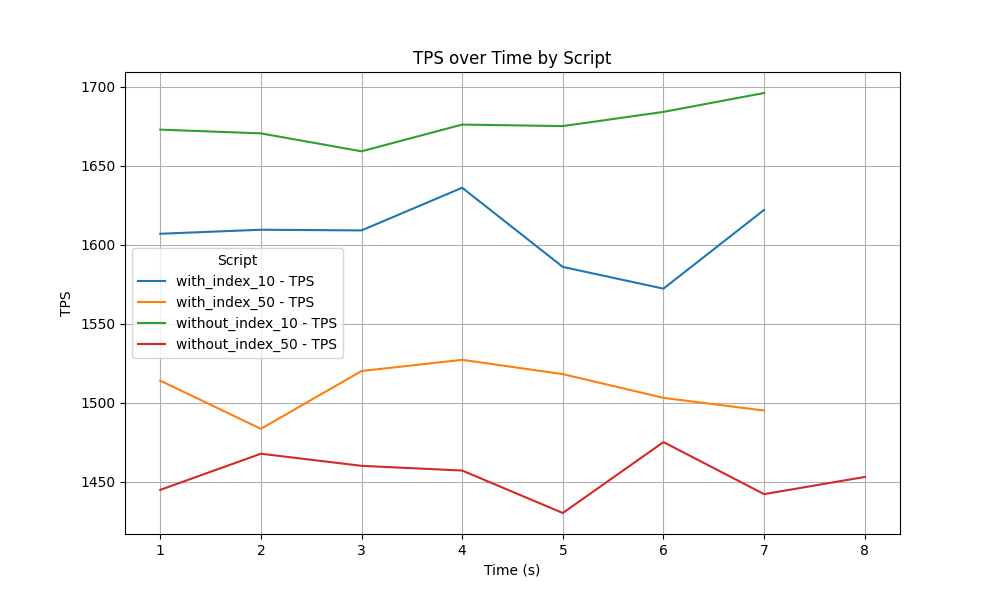 TPS over Time by Script
1700
1650
1600
1550
1500
1450
TPS
Script
with_index_10 - TPS
with_index_50 - TPS
without_index_10 - TPS
without_index_50 - TPS
1 2 3 4 5 6 7 8
Time (s)